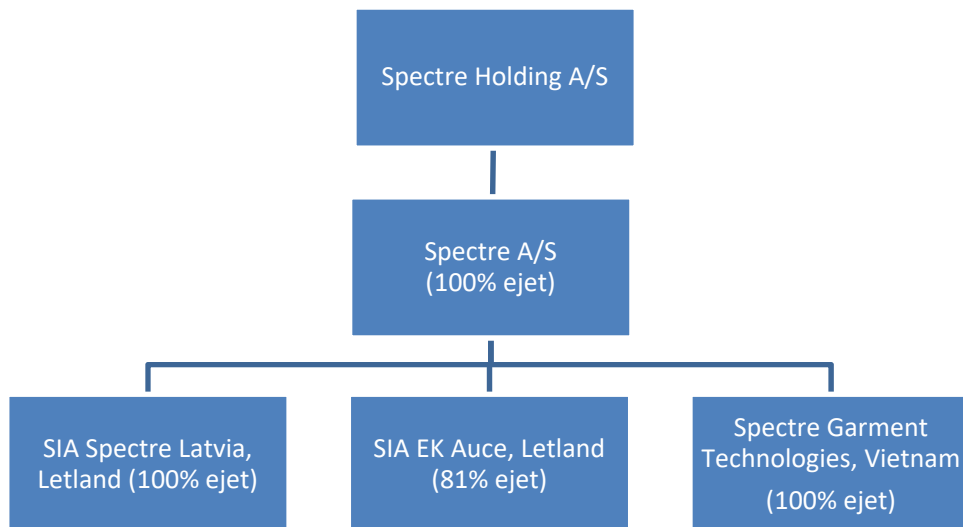 Spectre Holding A/S
Spectre A/S
(100% ejet)
SIA Spectre Latvia,
Letland (100% ejet)
SIA EK Auce, Letland
(81% ejet)
Spectre Garment
Technologies, Vietnam
(100% ejet)